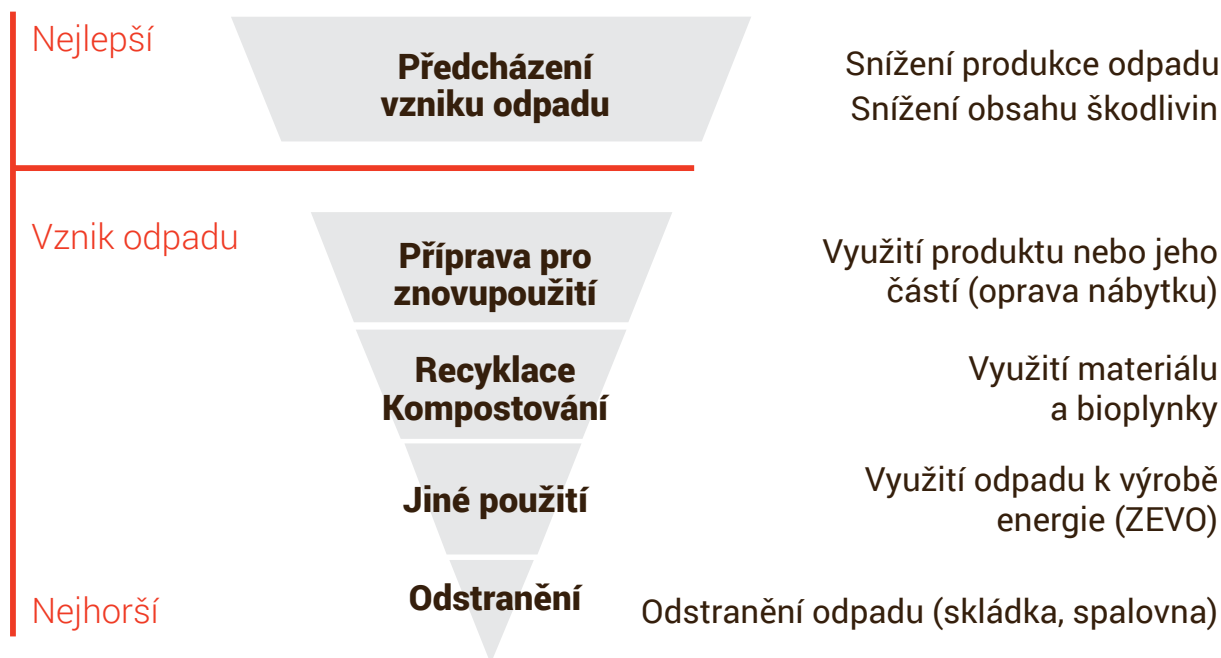 Nejlepší
Předcházení
vzniku odpadu
Snížení produkce odpadu
Snížení obsahu škodlivin
Vznik odpadu
Příprava pro
znovupoužití
Využití produktu nebo jeho
částí (oprava nábytku)
Recyklace
Kompostování
Využití materiálu
a bioplynky
Jiné použití
Využití odpadu k výrobě
energie (ZEVO)
Nejhorší
Odstranění
Odstranění odpadu (skládka, spalovna)